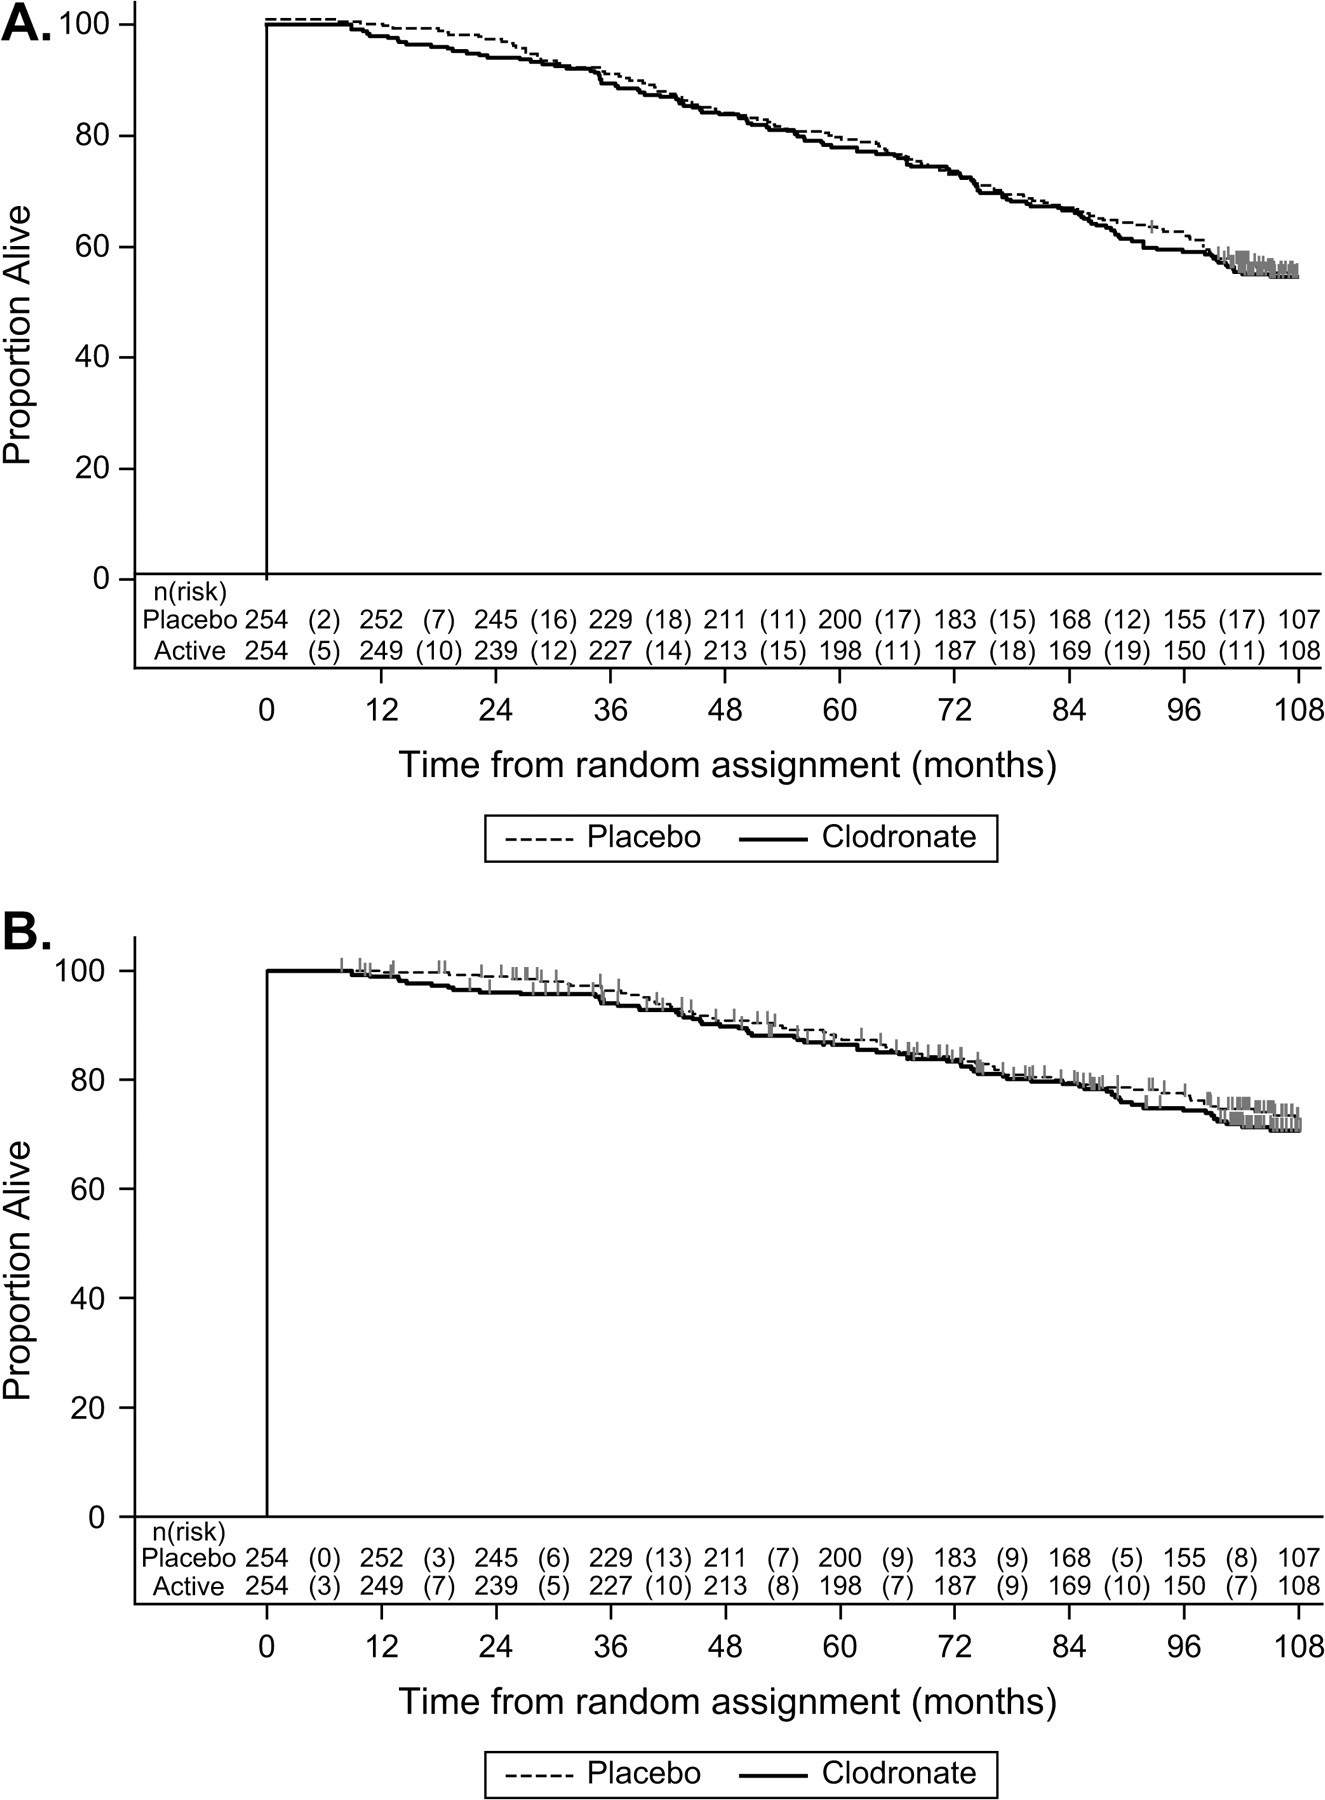 A.
100
80
60
40
20
0
Proportion Alive
n(risk)
Placebo 254 (2) 252 (7) 245 (16) 229 (18) 211 (11) 200 (17) 183 (15) 168 (12) 155 (17) 107
Active 254 (5) 249 (10) 239 (12) 227 (14) 213 (15) 198 (11) 187 (18) 169 (19) 150 (11) 108
0 12 24 36 48 60 72 84 96 108
Time from random assignment (months)
Placebo Clodronate
B.
100
80
60
40
20
0
Proportion Alive
n(risk)
Placebo 254 (0) 252 (3) 245 (6) 229 (13) 211 (7) 200 (9) 183 (9) 168 (5) 155 (8) 107
Active 254 (3) 249 (7) 239 (5) 227 (10) 213 (8) 198 (7) 187 (9) 169 (10) 150 (7) 108
0 12 24 36 48 60 72 84 96 108
Time from random assignment (months)
Placebo Clodronate